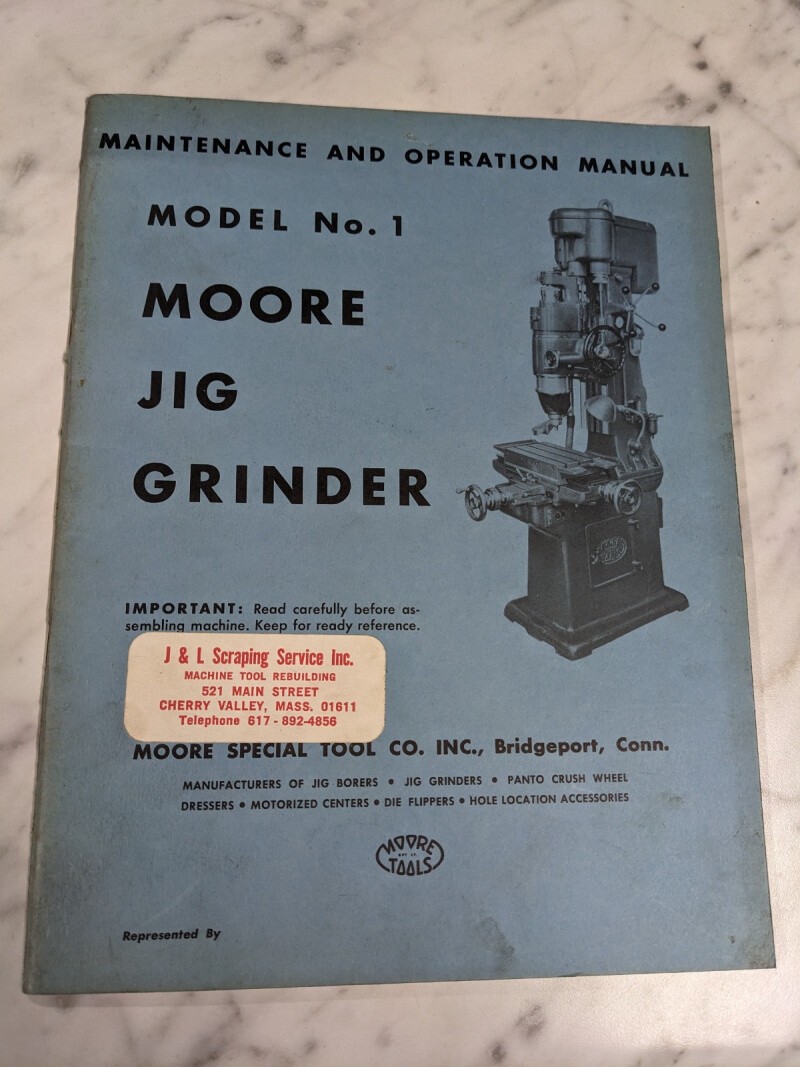 MAINTENANCE AND OPERATION MANUAL
MODEL No. 1
MOORE
JIG
GRINDER
IMPORTANT: Read carefully before as-
sembling machine. Keep for ready reference.
J & L Scraping Service Inc.
MACHINE TOOL REBUILDING
521 MAIN STREET
CHERRY VALLEY, MASS. 01611
Telephone 617-892-4856
MOORE SPECIAL TOOL CO. INC., Bridgeport, Conn.
MANUFACTURERS OF JIG BORERS • JIG GRINDERS • PANTO CRUSH WHEEL
DRESSERS • MOTORIZED CENTERS • DIE FLIPPERS • HOLE LOCATION ACCESSORIES
MOORE
TOOLS
Represented By